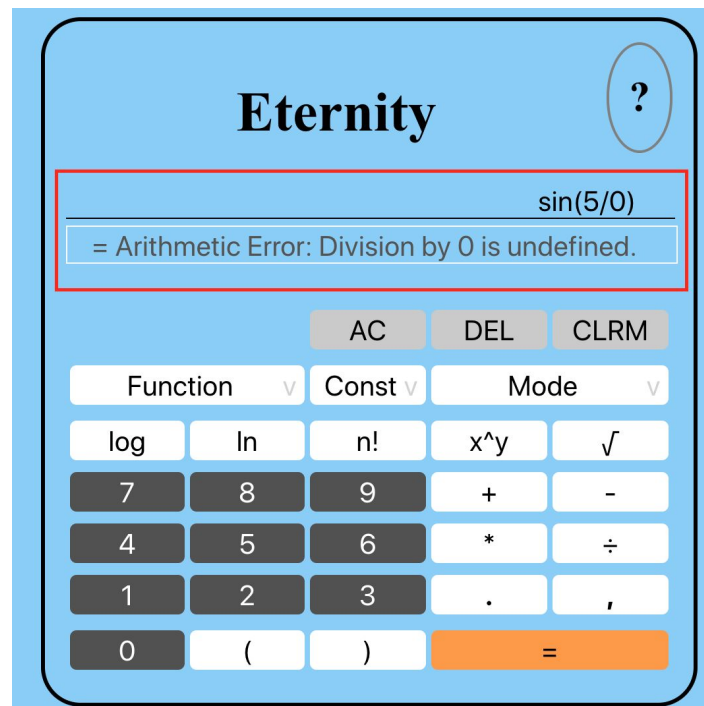 Eternity ?
sin(5/0)
= Arithmetic Error: Division by 0 is undefined.
AC DEL CLRM
Function v Const v Mode v
log ln n! x^y √
7 8 9 + -
4 5 6 * ÷
1 2 3 . ,
0 ( ) =